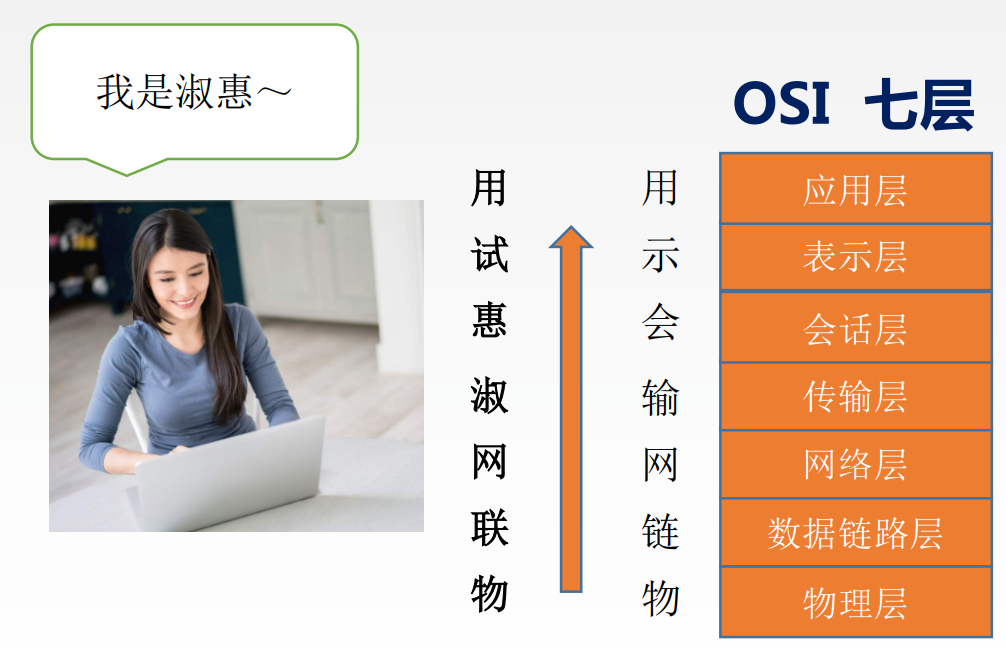 我是淑惠～
OSI 七层
用
试
惠
淑
网
联
物
用
示
会
输
网
链
物
应用层
表示层
会话层
传输层
网络层
数据链路层
物理层